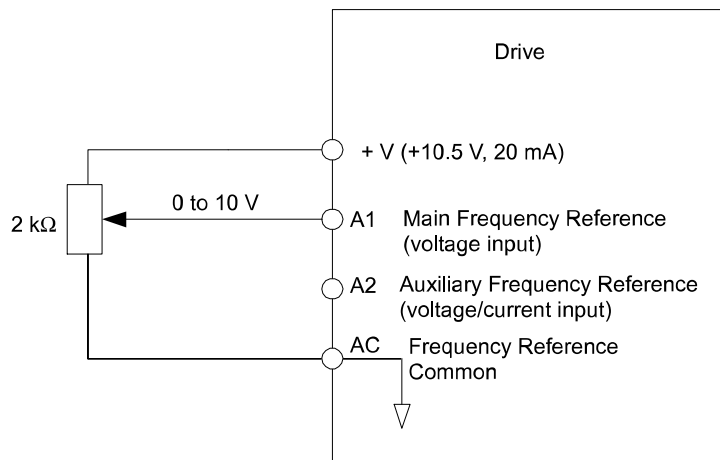 Drive
+ V (+10.5 V, 20 mA)
0 to 10 V
2 kΩ
A1 Main Frequency Reference
(voltage input)
A2 Auxiliary Frequency Reference
(voltage/current input)
AC Frequency Reference
Common